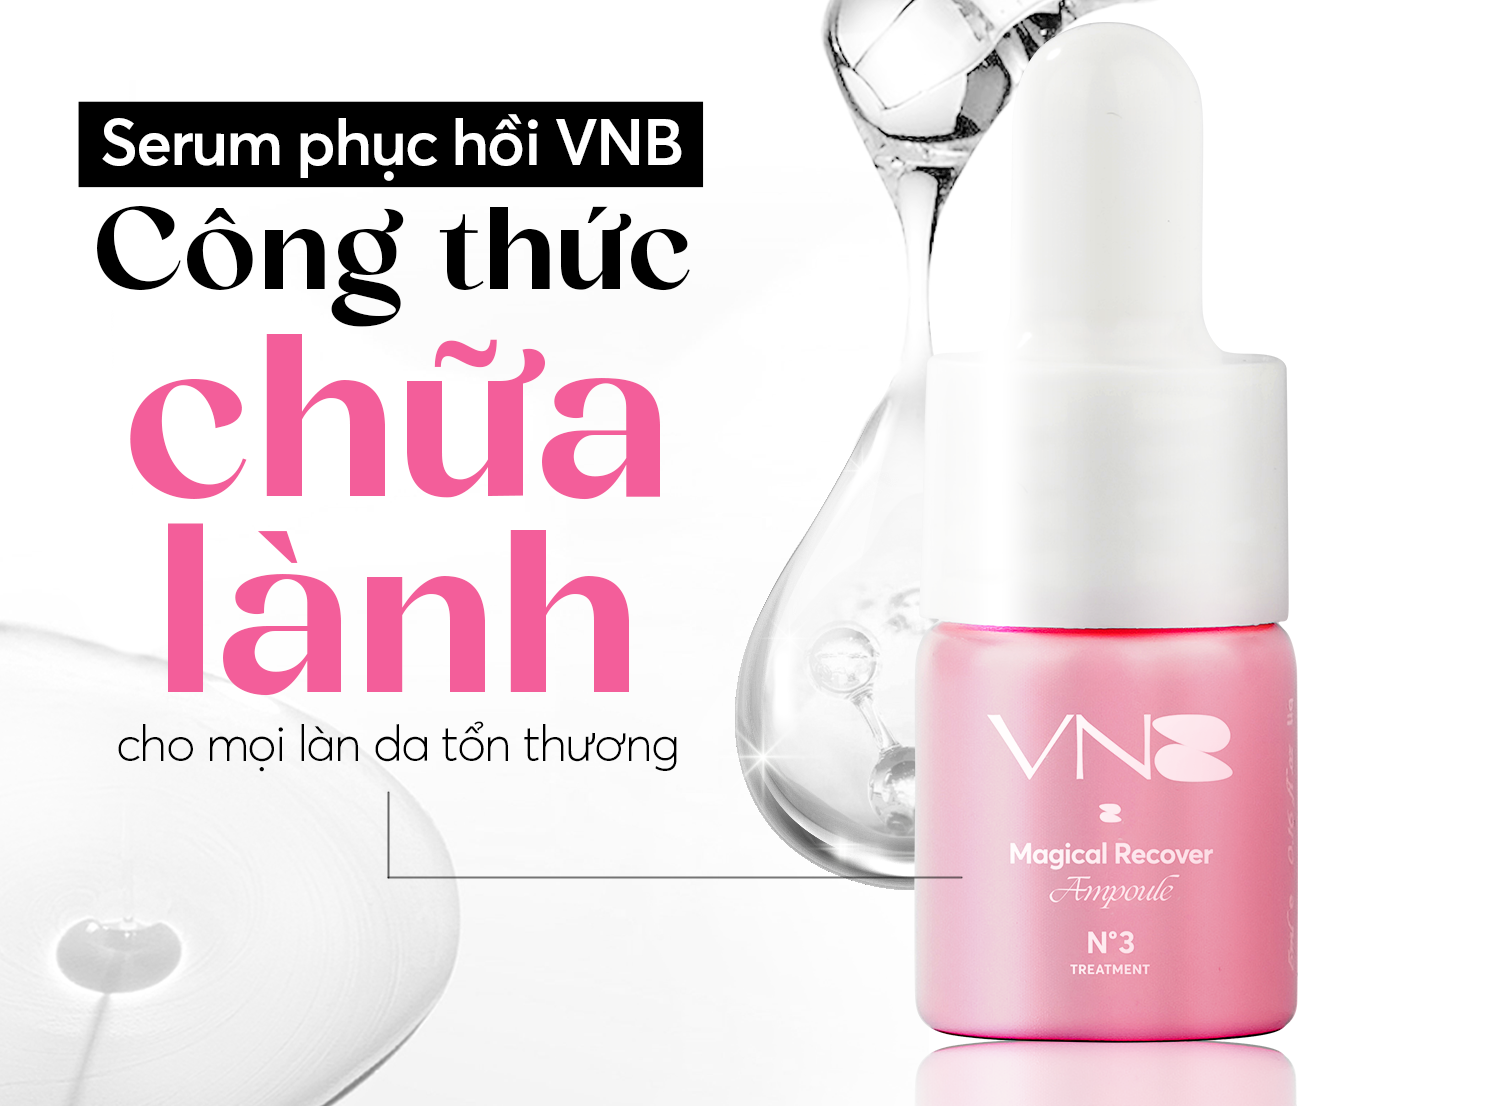 Serum phục hồi VNB
Công thức
chữa
lành
cho mọi làn da tổn thương
VNB
Magical Recover
Ampoule
N°3
TREATMENT